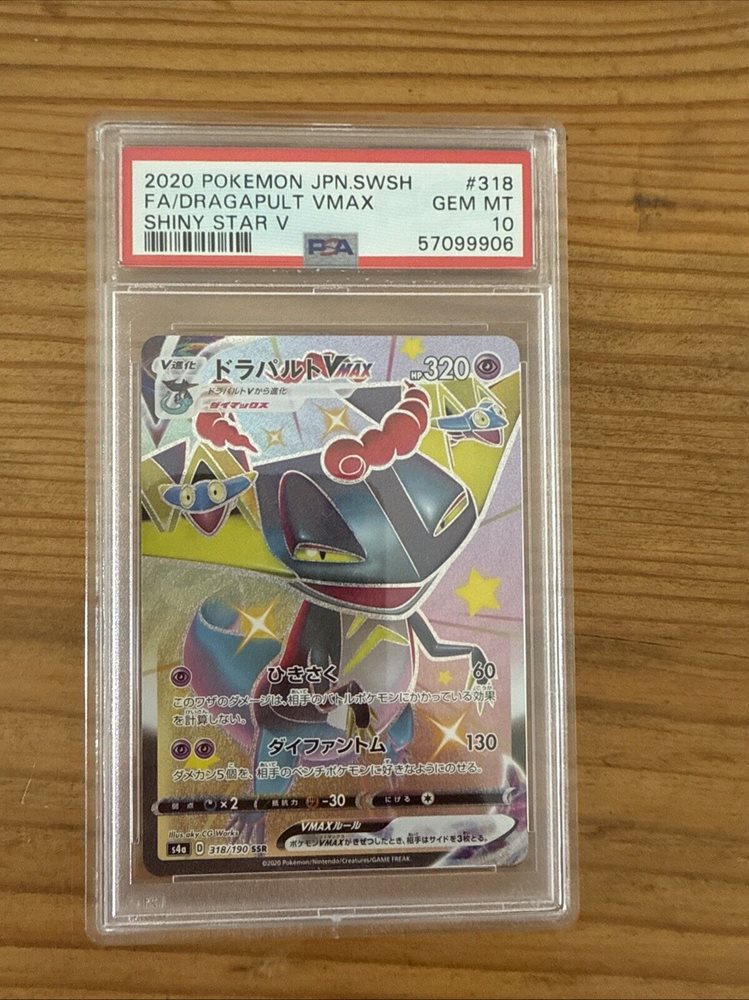 2020 POKEMON JPN.SWSH #318
FA/DRAGAPULT VMAX GEM MT
SHINY STAR V 10
PSA 57099906
V進化 ドラパルトVMAX HP320
ドラパルトVから進化
ダイマックス
ひきさく 60
このワザのダメージは、相手のバトルポケモンにかかっている効果
を計算しない。
ダイファントム 130
ダメカン5個を、相手のベンチポケモンに好きなようにのせる。
弱点 ×2 抵抗力 -30 にげる
VMAXルール
ポケモンVMAXがきぜつしたとき、相手はサイドを3枚とる。
Illus. aky CG Works
s4a D 318/190 SSR
©2020 Pokémon/Nintendo/Creatures/GAME FREAK.